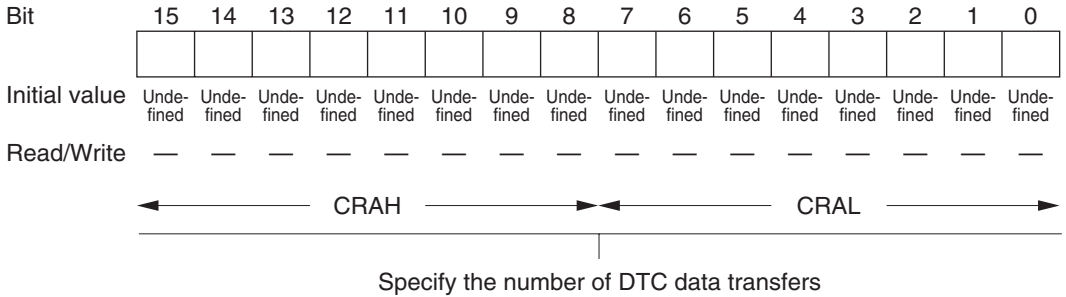 Bit 15 14 13 12 11 10 9 8 7 6 5 4 3 2 1 0
Initial value Unde- Unde- Unde- Unde- Unde- Unde- Unde- Unde- Unde- Unde- Unde- Unde- Unde- Unde- Unde- Unde-
fined fined fined fined fined fined fined fined fined fined fined fined fined fined fined fined
Read/Write — — — — — — — — — — — — — — — —
CRAH CRAL
Specify the number of DTC data transfers